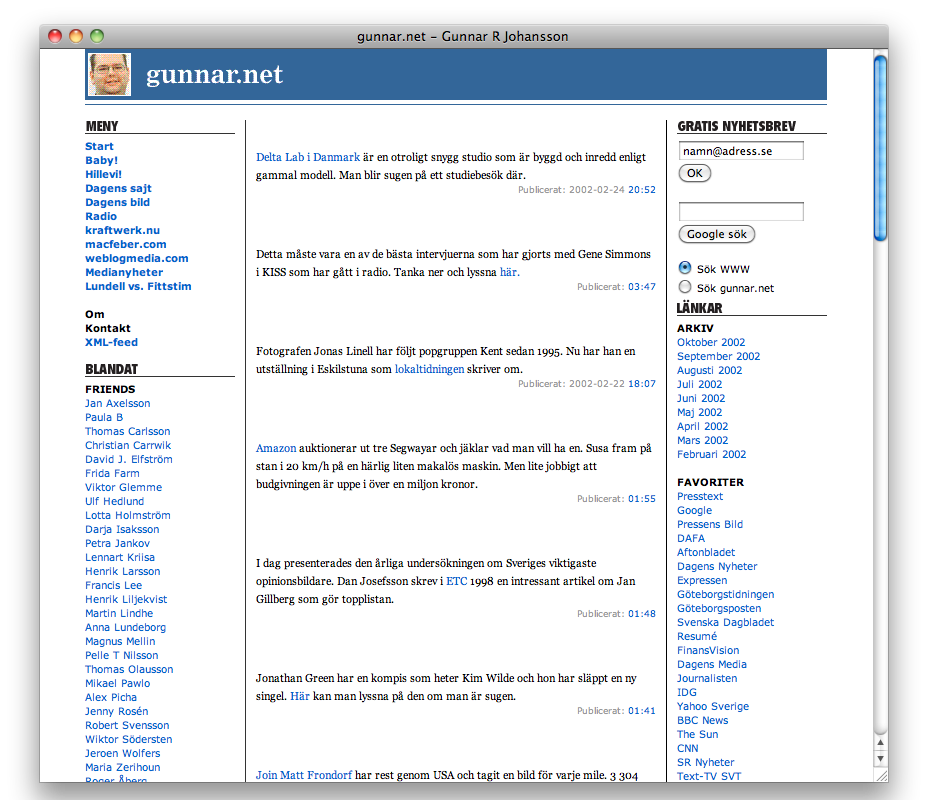 gunnar.net – Gunnar R Johansson
gunnar.net
MENY
Start
Baby!
Hillevi!
Dagens sajt
Dagens bild
Radio
kraftwerk.nu
macfeber.com
weblogmedia.com
Medianyheter
Lundell vs. Fittstim
Om
Kontakt
XML-feed
BLANDAT
FRIENDS
Jan Axelsson
Paula B
Thomas Carlsson
Christian Carrwik
David J. Elfström
Frida Farm
Viktor Glemme
Ulf Hedlund
Lotta Holmström
Darja Isaksson
Petra Jankov
Lennart Kriisa
Henrik Larsson
Francis Lee
Henrik Liljekvist
Martin Lindhe
Anna Lundeborg
Magnus Mellin
Pelle T Nilsson
Thomas Olausson
Mikael Pawlo
Alex Picha
Jenny Rosén
Robert Svensson
Wiktor Södersten
Jeroen Wolfers
Maria Zerihoun
Roger Åberg
Delta Lab i Danmark är en otroligt snygg studio som är byggd och inredd enligt
gammal modell. Man blir sugen på ett studiebesök där.
Publicerat: 2002-02-24 20:52
Detta måste vara en av de bästa intervjuerna som har gjorts med Gene Simmons
i KISS som har gått i radio. Tanka ner och lyssna här.
Publicerat: 03:47
Fotografen Jonas Linell har följt popgruppen Kent sedan 1995. Nu har han en
utställning i Eskilstuna som lokaltidningen skriver om.
Publicerat: 2002-02-22 18:07
Amazon auktionerar ut tre Segwayar och jäklar vad man vill ha en. Susa fram på
stan i 20 km/h på en härlig liten makalös maskin. Men lite jobbigt att
budgivningen är uppe i över en miljon kronor.
Publicerat: 01:55
I dag presenterades den årliga undersökningen om Sveriges viktigaste
opinionsbildare. Dan Josefsson skrev i ETC 1998 en intressant artikel om Jan
Gillberg som gör topplistan.
Publicerat: 01:48
Jonathan Green har en kompis som heter Kim Wilde och hon har släppt en ny
singel. Här kan man lyssna på den om man är sugen.
Publicerat: 01:41
Join Matt Frondorf har rest genom USA och tagit en bild för varje mile. 3 304
GRATIS NYHETSBREV
namn@adress.se
OK
Google sök
Sök WWW
Sök gunnar.net
LÄNKAR
ARKIV
Oktober 2002
September 2002
Augusti 2002
Juli 2002
Juni 2002
Maj 2002
April 2002
Mars 2002
Februari 2002
FAVORITER
Presstext
Google
Pressens Bild
DAFA
Aftonbladet
Dagens Nyheter
Expressen
Göteborgstidningen
Göteborgsposten
Svenska Dagbladet
Resumé
FinansVision
Dagens Media
Journalisten
IDG
Yahoo Sverige
BBC News
The Sun
CNN
SR Nyheter
Text-TV SVT